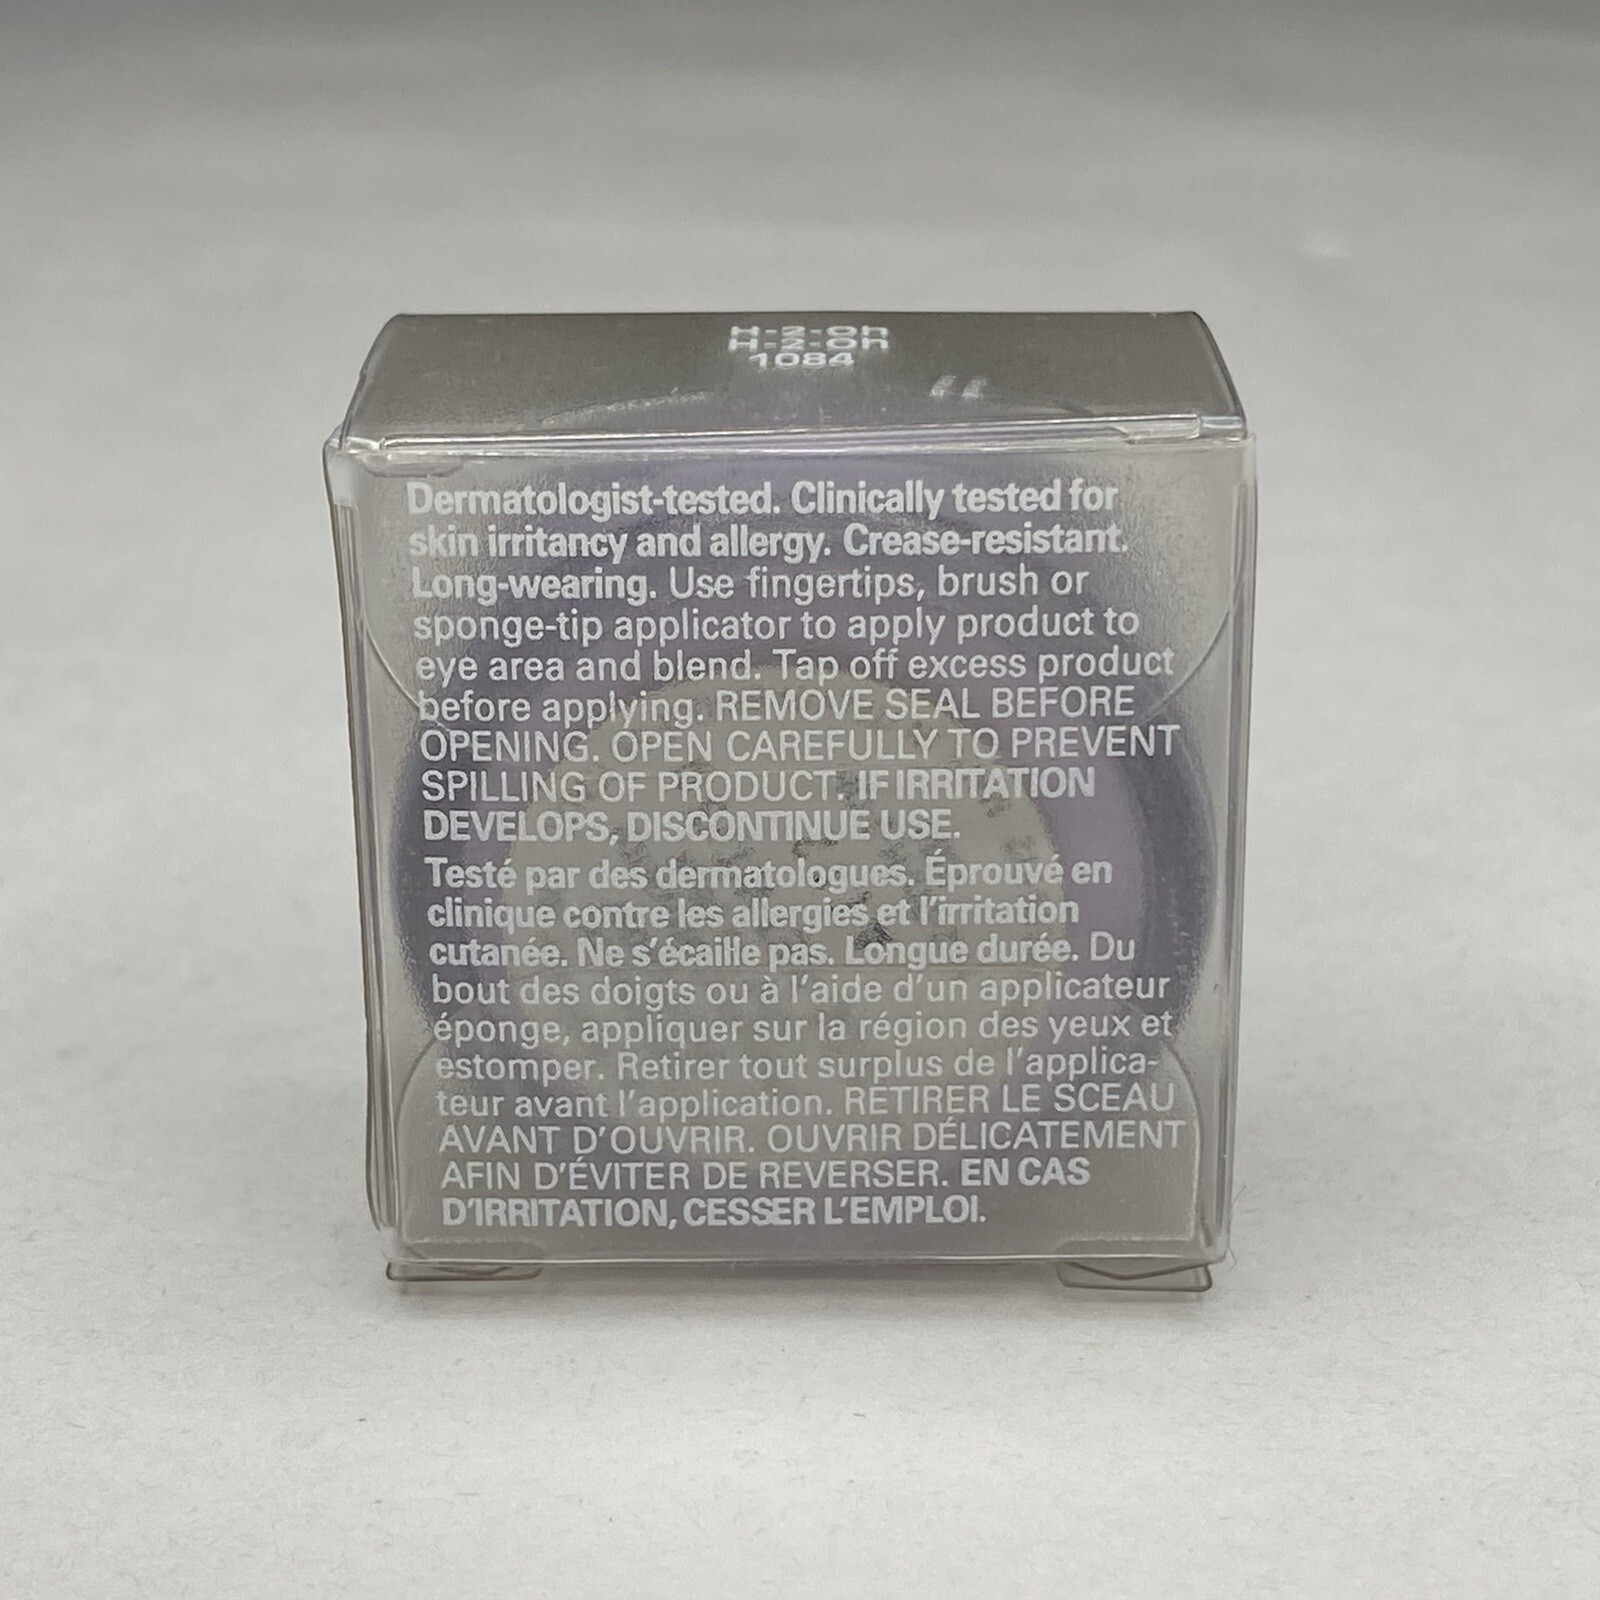 H-2-Oh
H-2-Oh
1084
Dermatologist-tested. Clinically tested for
skin irritancy and allergy. Crease-resistant.
Long-wearing. Use fingertips, brush or
sponge-tip applicator to apply product to
eye area and blend. Tap off excess product
before applying. REMOVE SEAL BEFORE
OPENING. OPEN CAREFULLY TO PREVENT
SPILLING OF PRODUCT. IF IRRITATION
DEVELOPS, DISCONTINUE USE.
Testé par des dermatologues. Éprouvé en
clinique contre les allergies et l'irritation
cutanée. Ne s'écaille pas. Longue durée. Du
bout des doigts ou à l'aide d'un applicateur
éponge, appliquer sur la région des yeux et
estomper. Retirer tout surplus de l'applica-
teur avant l'application. RETIRER LE SCEAU
AVANT D'OUVRIR. OUVRIR DÉLICATEMENT
AFIN D'ÉVITER DE REVERSER. EN CAS
D'IRRITATION, CESSER L'EMPLOI.